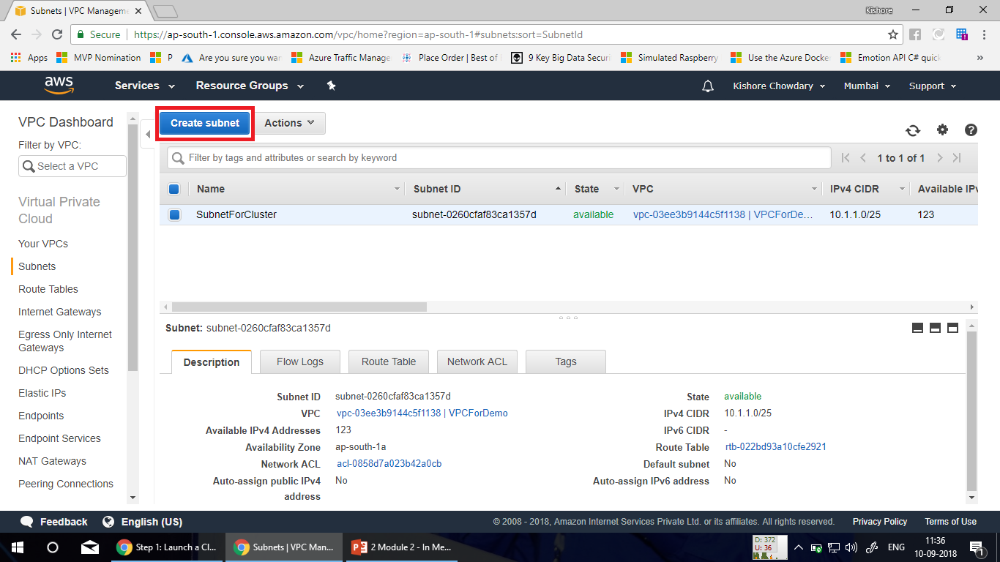 Subnets | VPC Manageme
Kishore
Secure
https://ap-south-1.console.aws.amazon.com/vpc/home?region=ap-south-1#subnets:sort=SubnetId
Apps
MVP Nomination
P
Are you sure you wan
Azure Traffic Manage
Place Order | Best of
9 Key Big Data Securi
Simulated Raspberry
Use the Azure Docke
Emotion API C# quick
»
aws
Services
Resource Groups
Kishore Chowdary
Mumbai
Support
VPC Dashboard
Filter by VPC:
Select a VPC
Virtual Private
Cloud
Your VPCs
Subnets
Route Tables
Internet Gateways
Egress Only Internet
Gateways
DHCP Options Sets
Elastic IPs
Endpoints
Endpoint Services
NAT Gateways
Peering Connections
Create subnet
Actions
Filter by tags and attributes or search by keyword
1 to 1 of 1
Name
Subnet ID
State
VPC
IPv4 CIDR
Available IPv
SubnetForCluster
subnet-0260cfaf83ca1357d
available
vpc-03ee3b9144c5f1138 | VPCForDe…
10.1.1.0/25
123
Subnet: subnet-0260cfaf83ca1357d
Description
Flow Logs
Route Table
Network ACL
Tags
Subnet ID subnet-0260cfaf83ca1357d
State available
VPC vpc-03ee3b9144c5f1138 | VPCForDemo
IPv4 CIDR 10.1.1.0/25
Available IPv4 Addresses 123
IPv6 CIDR -
Availability Zone ap-south-1a
Route Table rtb-022bd93a10cfe2921
Network ACL acl-0858d7a023b42a0cb
Default subnet No
Auto-assign public IPv4 No
address
Auto-assign IPv6 address No
Feedback
English (US)
© 2008 - 2018, Amazon Internet Services Private Ltd. or its affiliates. All rights reserved.
Privacy Policy
Terms of Use
Step 1: Launch a Cl...
Subnets | VPC Man...
2 Module 2 - In Me...
D: 372
U: 36
ENG
11:36
10-09-2018
1